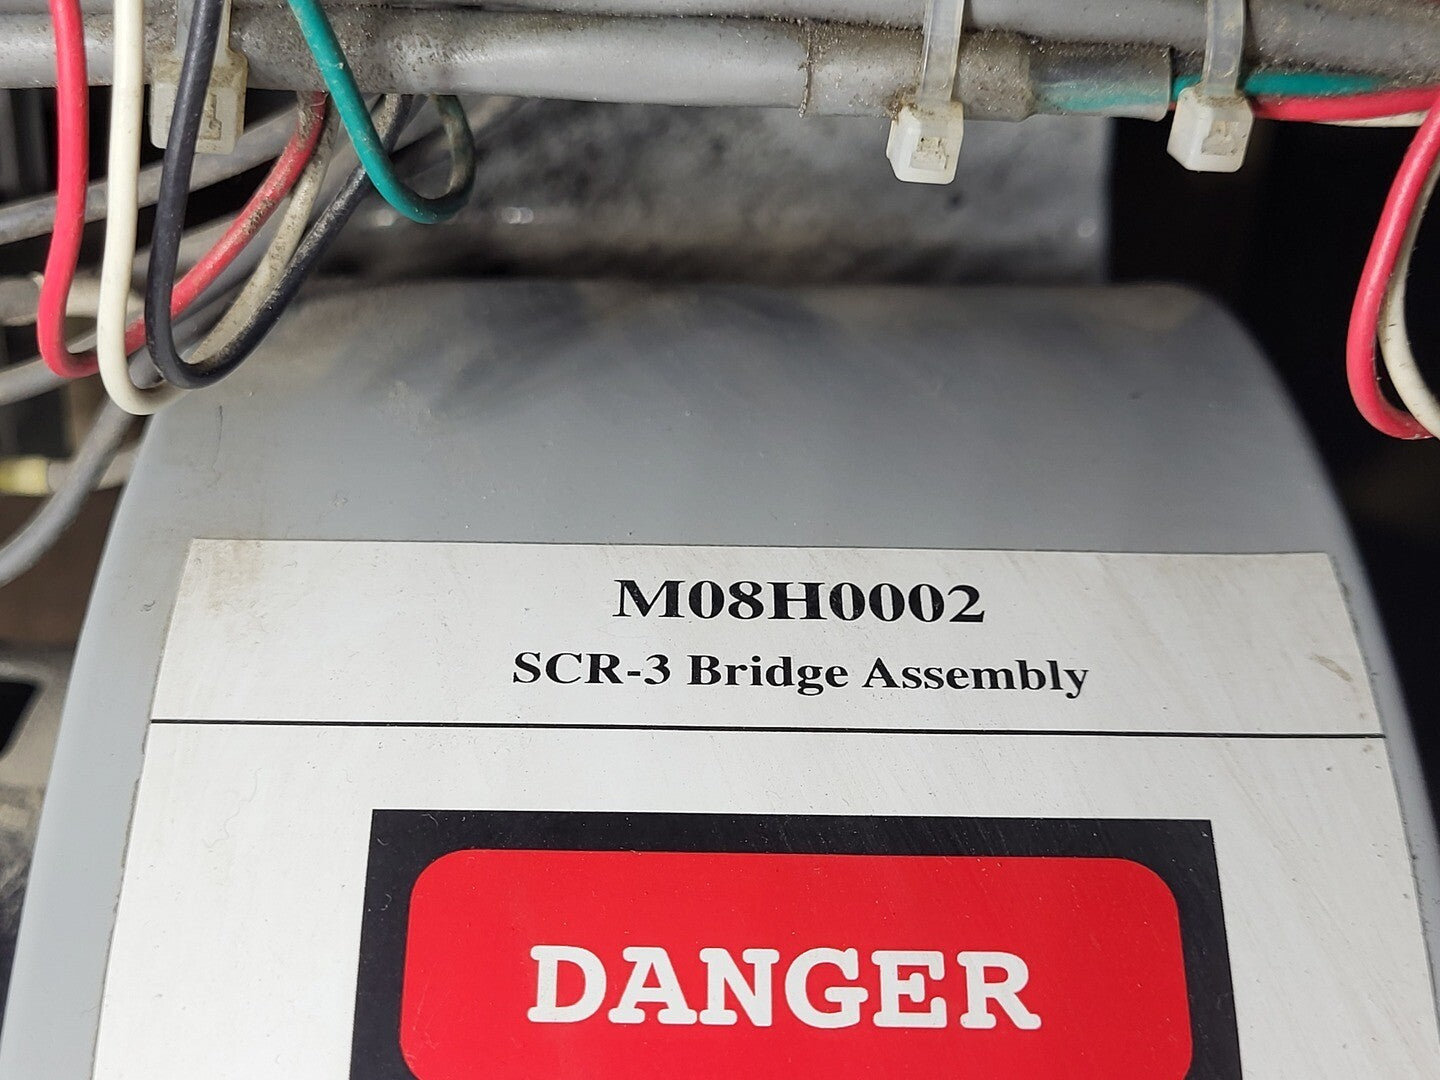 M08H0002
SCR-3 Bridge Assembly
DANGER